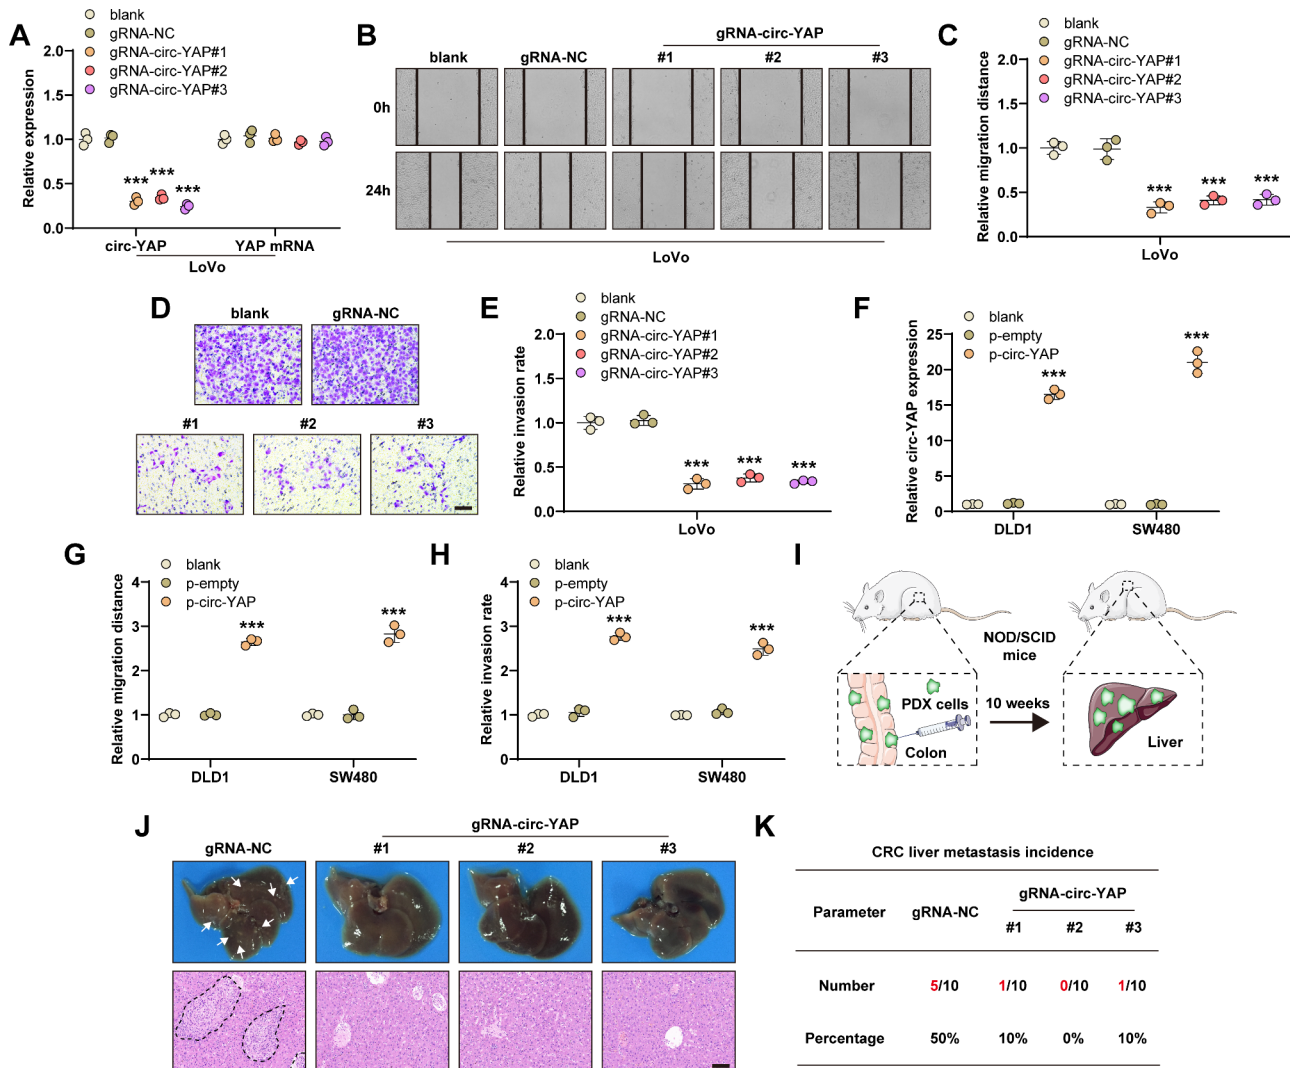 A
blank
gRNA-NC
gRNA-circ-YAP#1
gRNA-circ-YAP#2
gRNA-circ-YAP#3
Relative expression
2.0
1.5
1.0
0.5
0.0
***
***
***
circ-YAP
YAP mRNA
LoVo
B
gRNA-circ-YAP
blank
gRNA-NC
#1
#2
#3
0h
24h
LoVo
C
blank
gRNA-NC
gRNA-circ-YAP#1
gRNA-circ-YAP#2
gRNA-circ-YAP#3
Relative migration distance
2.0
1.5
1.0
0.5
0.0
***
***
***
LoVo
D
blank
gRNA-NC
#1
#2
#3
E
blank
gRNA-NC
gRNA-circ-YAP#1
gRNA-circ-YAP#2
gRNA-circ-YAP#3
Relative invasion rate
2.0
1.5
1.0
0.5
0.0
***
***
***
LoVo
F
blank
p-empty
p-circ-YAP
Relative circ-YAP expression
25
20
15
10
5
0
***
***
DLD1
SW480
G
blank
p-empty
p-circ-YAP
Relative migration distance
4
3
2
1
0
***
***
DLD1
SW480
H
blank
p-empty
p-circ-YAP
Relative invasion rate
4
3
2
1
0
***
***
DLD1
SW480
I
NOD/SCID
mice
PDX cells
10 weeks
Colon
Liver
J
gRNA-circ-YAP
gRNA-NC
#1
#2
#3
K
CRC liver metastasis incidence
Parameter
gRNA-NC
gRNA-circ-YAP
#1
#2
#3
Number
5/10
1/10
0/10
1/10
Percentage
50%
10%
0%
10%